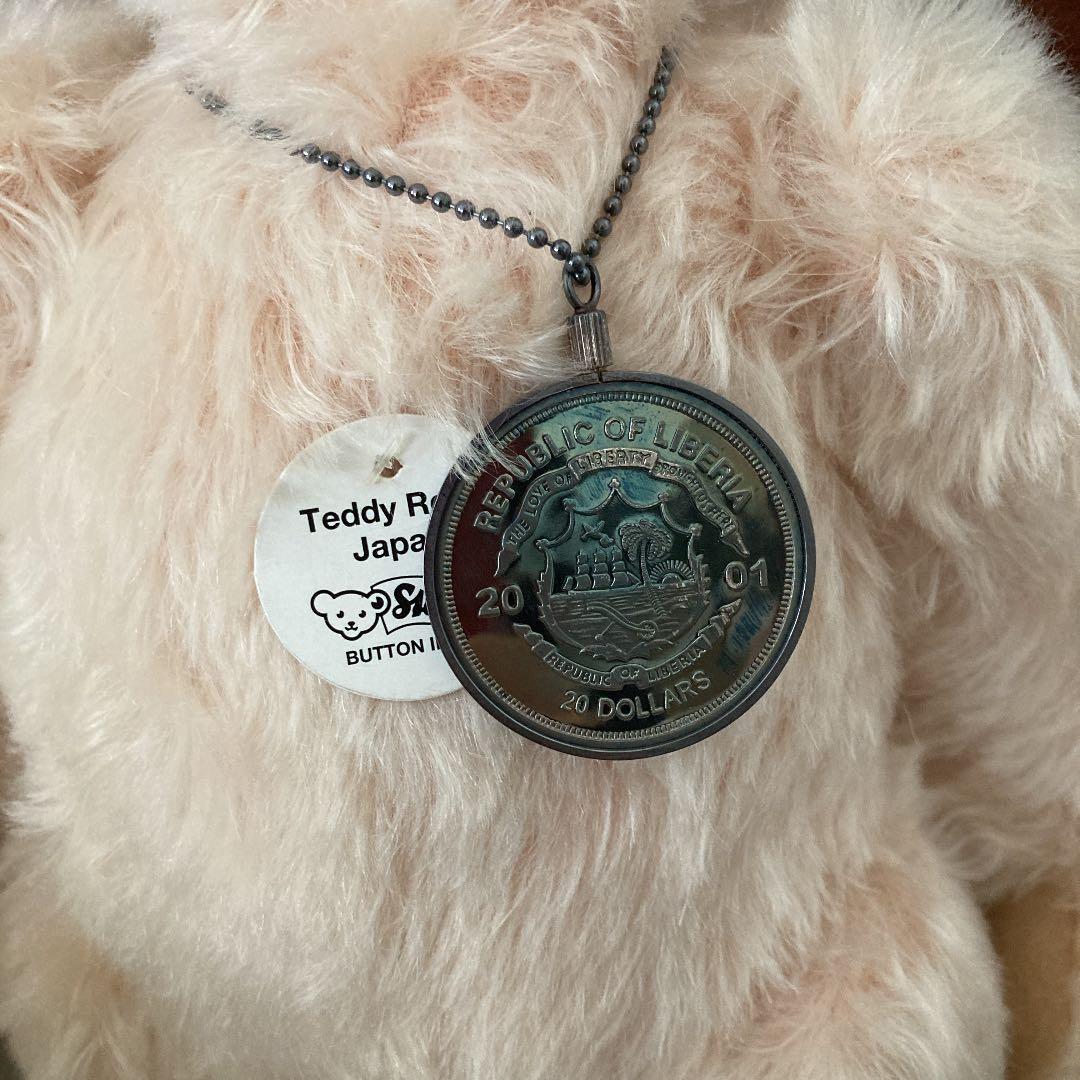 Teddy R
Japa
St
BUTTON I
REPUBLIC OF LIBERIA
THE LOVE OF LIBERTY BROUGHT US HERE
20 01
REPUBLIC OF LIBERIA
20 DOLLARS